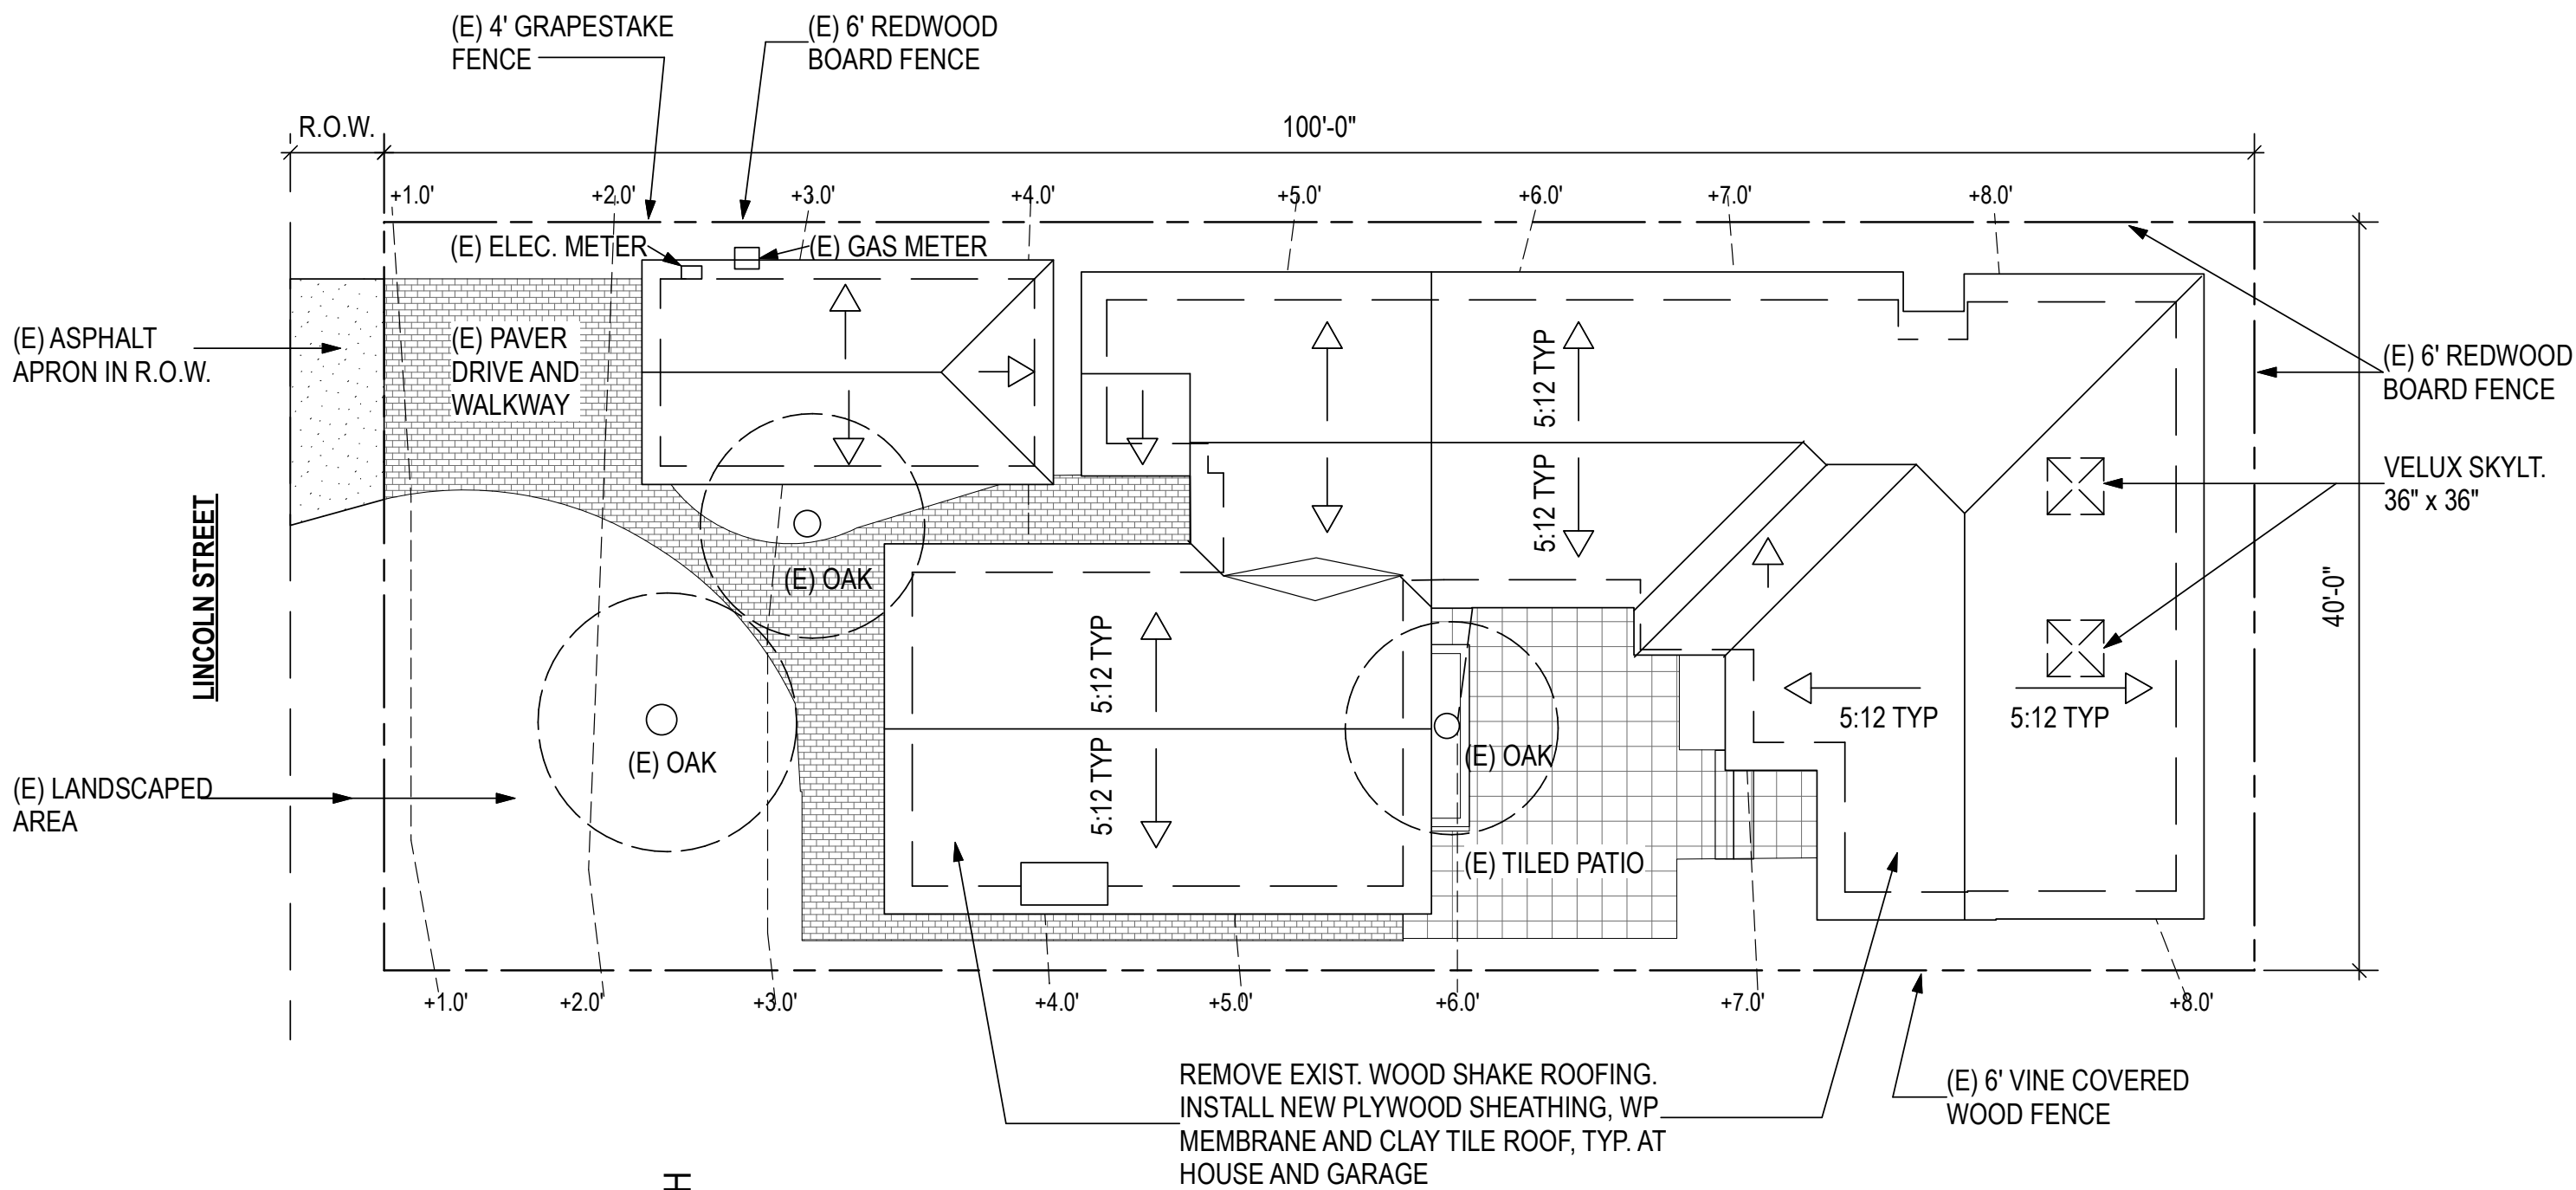 (E) 4' GRAPESTAKE
FENCE
(E) 6' REDWOOD
BOARD FENCE
R.O.W.
100'-0"
+1.0'
+2.0'
+3.0'
+4.0'
+5.0'
+6.0'
+7.0'
+8.0'
(E) ELEC. METER
(E) GAS METER
(E) ASPHALT
APRON IN R.O.W.
(E) PAVER
DRIVE AND
WALKWAY
5:12 TYP
5:12 TYP
(E) 6' REDWOOD
BOARD FENCE
VELUX SKYLT.
36" x 36"
LINCOLN STREET
(E) OAK
40'-0"
5:12 TYP
5:12 TYP
5:12 TYP
5:12 TYP
(E) OAK
(E) OAK
(E) LANDSCAPED
AREA
(E) TILED PATIO
+1.0'
+2.0'
+3.0'
+4.0'
+5.0'
+6.0'
+7.0'
+8.0'
REMOVE EXIST. WOOD SHAKE ROOFING.
INSTALL NEW PLYWOOD SHEATHING, WP
MEMBRANE AND CLAY TILE ROOF, TYP. AT
HOUSE AND GARAGE
(E) 6' VINE COVERED
WOOD FENCE
H